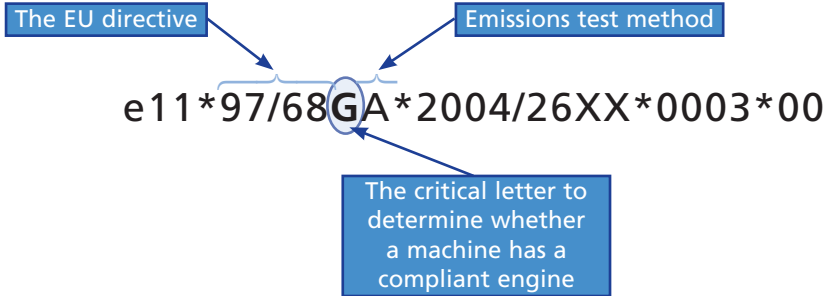 The EU directive
Emissions test method
e11*97/68GA*2004/26XX*0003*00
The critical letter to
determine whether
a machine has a
compliant engine